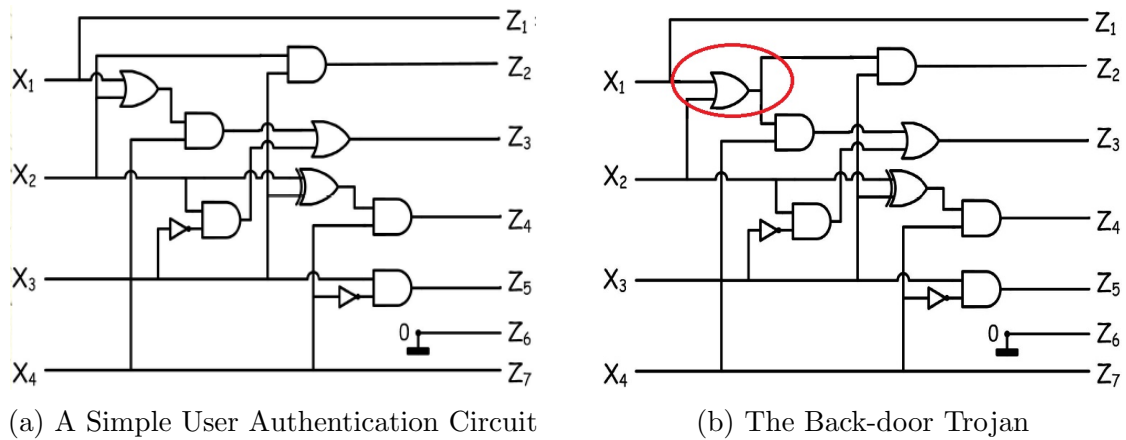 X1
X2
X3
X4
Z1
Z2
Z3
Z4
Z5
0
Z6
Z7
(a) A Simple User Authentication Circuit
X1
X2
X3
X4
Z1
Z2
Z3
Z4
Z5
0
Z6
Z7
(b) The Back-door Trojan